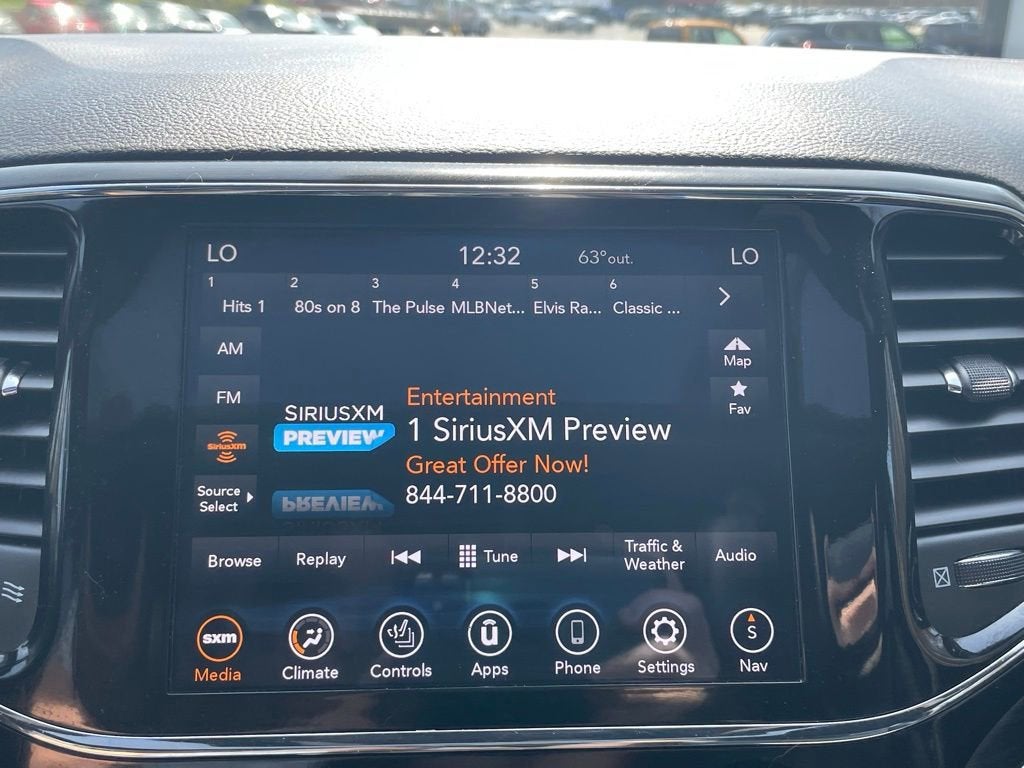 LO 12:32 63°out. LO
1 2 3 4 5 6
Hits 1 80s on 8 The Pulse MLBNet... Elvis Ra... Classic ...
AM
Map
FM
Fav
SIRIUSXM
PREVIEW
Entertainment
1 SiriusXM Preview
Great Offer Now!
844-711-8800
SiriusXM
Source
Select
Browse Replay Tune Traffic &
Weather Audio
sxm
Media Climate Controls
ū
Apps Phone Settings
S
Nav